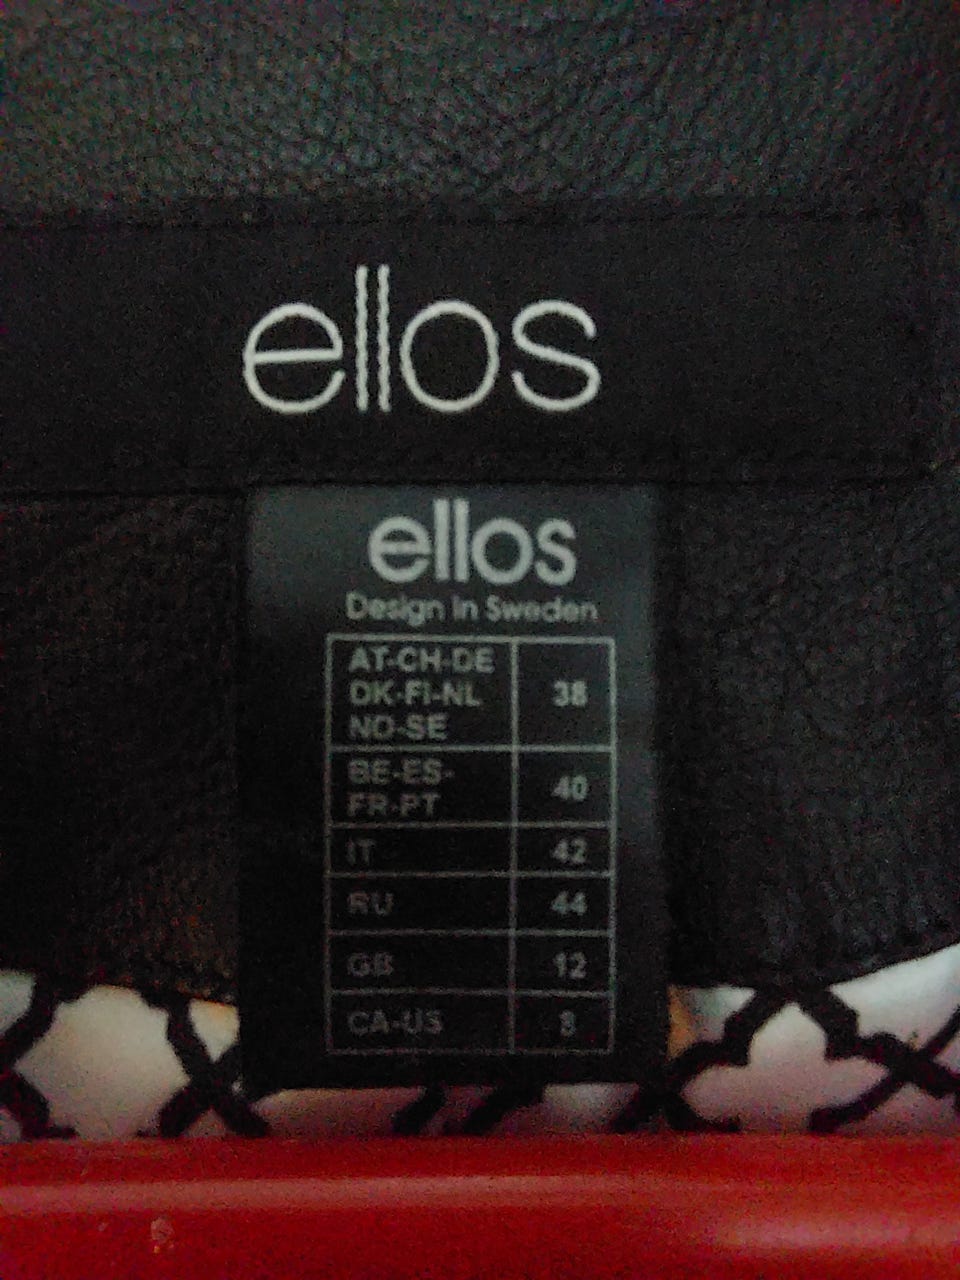 ellos
ellos
Design in Sweden
AT-CH-DE
DK-FI-NL
NO-SE
38
BE-ES-
FR-PT
40
IT 42
RU 44
GB 12
CA-US 8